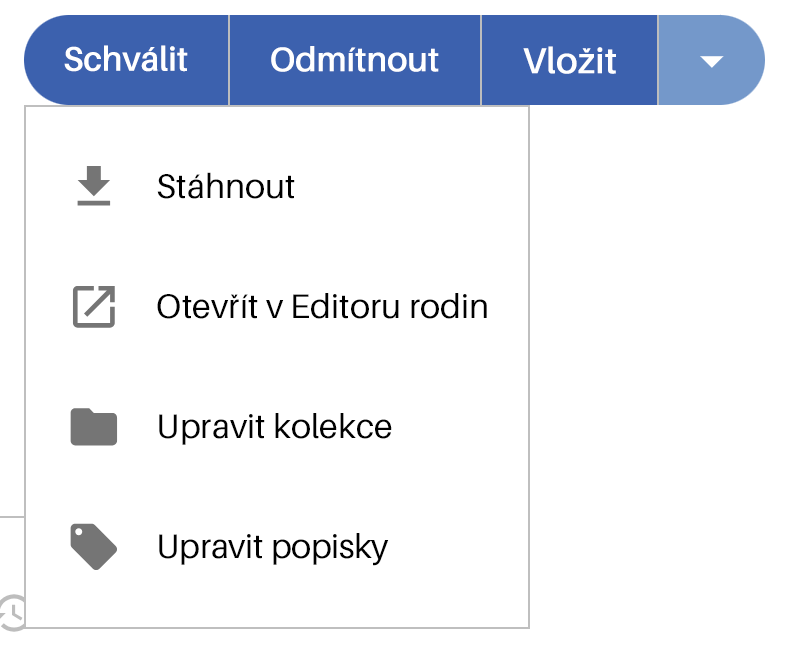 Schválit Odmítnout Vložit
Stáhnout
Otevřít v Editoru rodin
Upravit kolekce
Upravit popisky